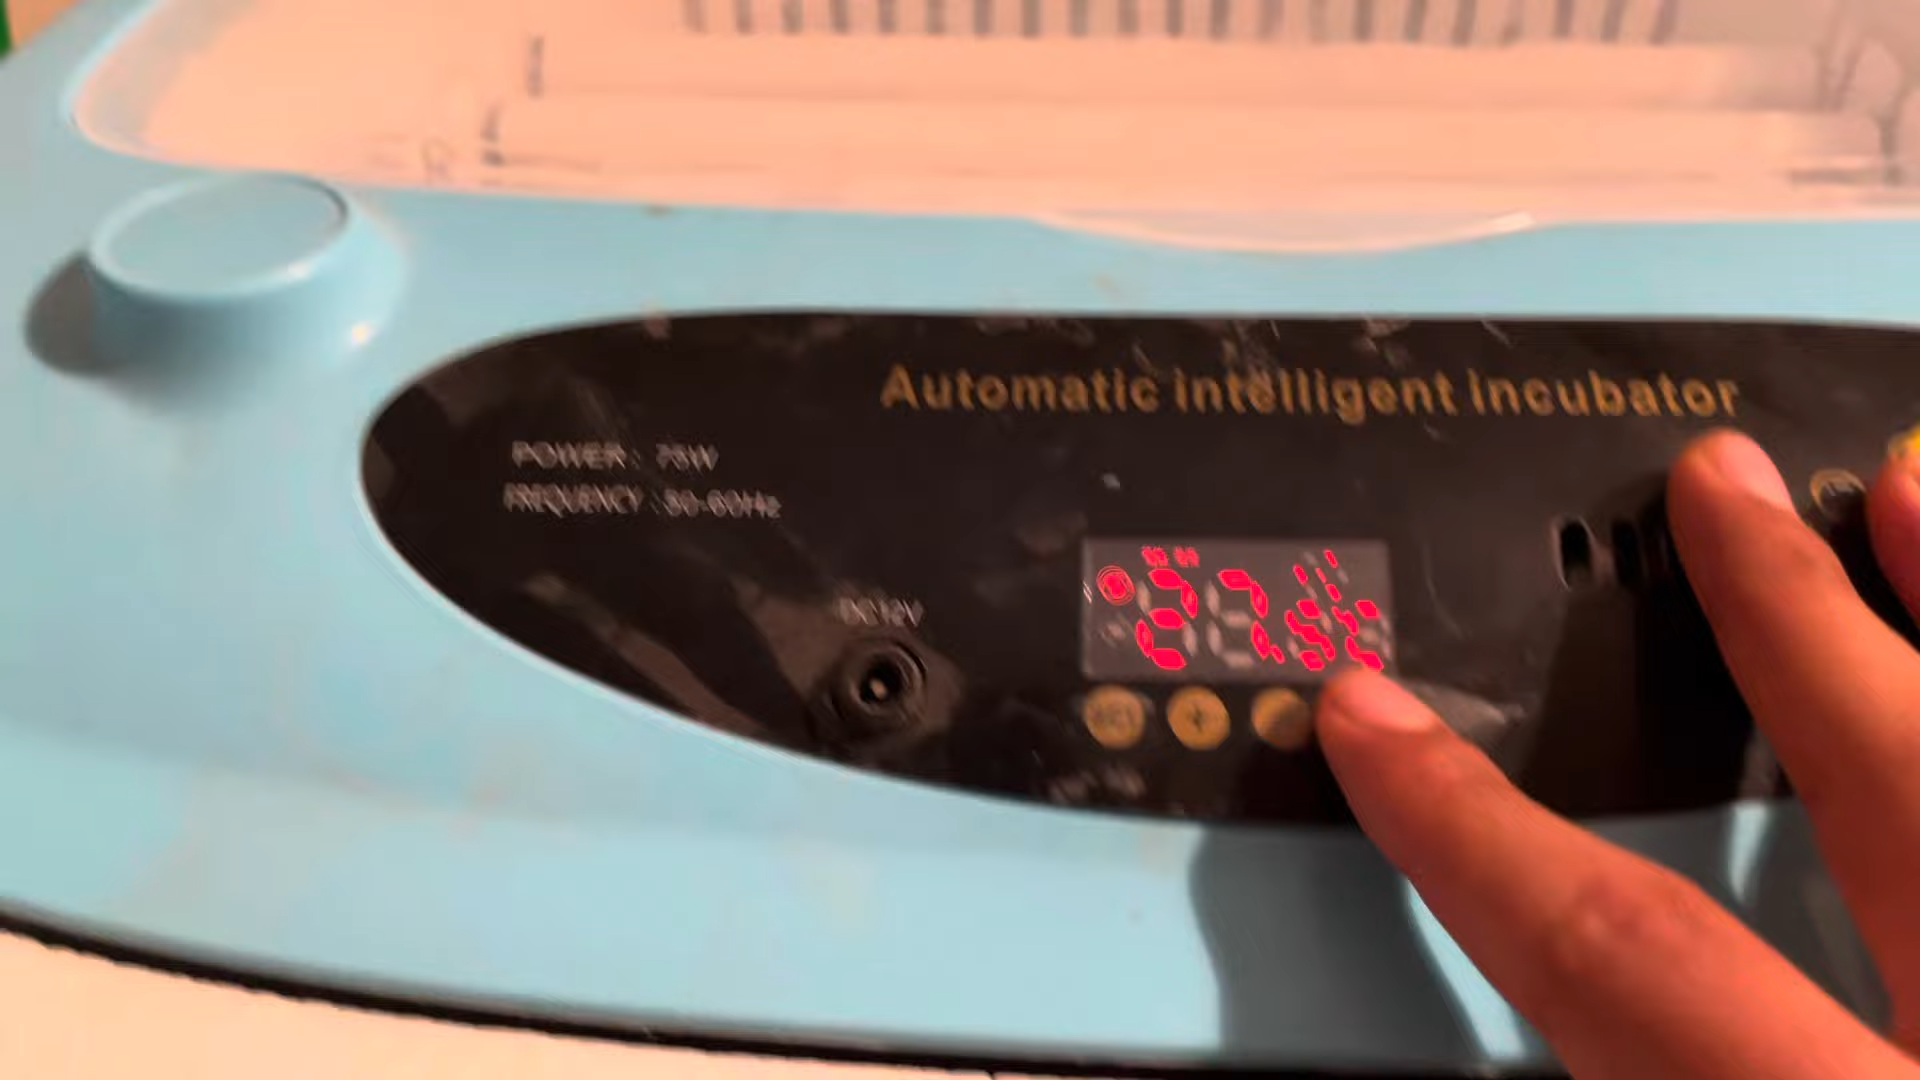 Automatic intelligent incubator
POWER: 75W
FREQUENCY: 50-60Hz
DC12V
+